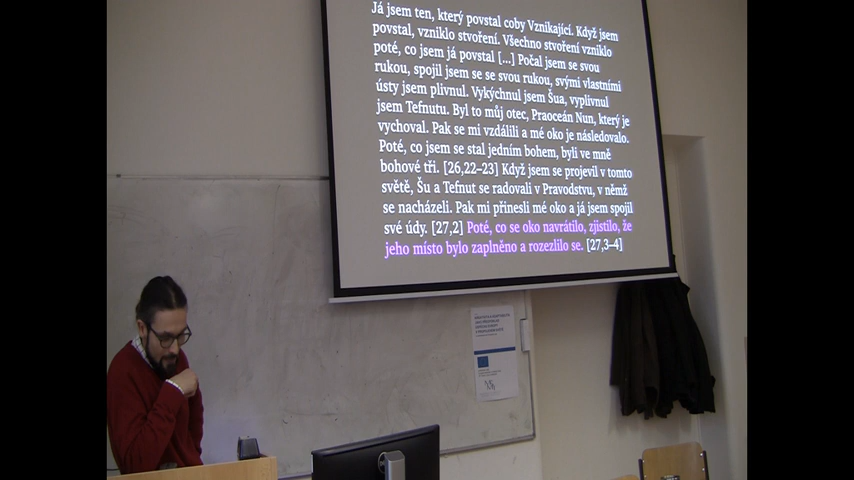 Já jsem ten, který povstal coby Vznikající. Když jsem
povstal, vzniklo stvoření. Všechno stvoření vzniklo
poté, co jsem já povstal [...] Počal jsem se svou
rukou, spojil jsem se se svou rukou, svými vlastními
ústy jsem plivnul. Vykýchnul jsem Šua, vyplivnul
jsem Tefnutu. Byl to můj otec, Praoceán Nun, který je
vychoval. Pak se mi vzdálili a mé oko je následovalo.
Poté, co jsem se stal jedním bohem, byli ve mně
bohové tři. [26,22–23] Když jsem se projevil v tomto
světě, Šu a Tefnut se radovali v Pravodstvu, v němž
se nacházeli. Pak mi přinesli mé oko a já jsem spojil
své údy. [27,2] Poté, co se oko navrátilo, zjistilo, že
jeho místo bylo zaplněno a rozezlilo se. [27,3–4]